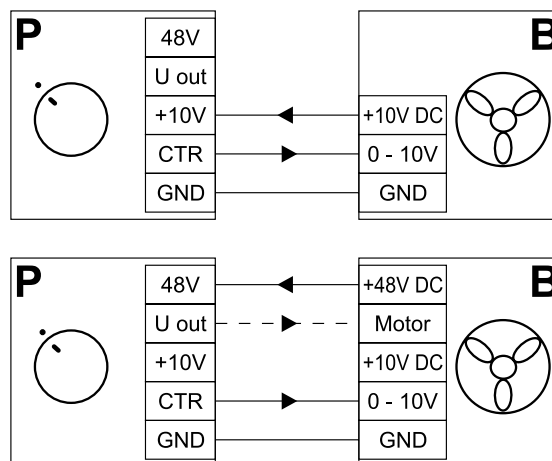 P
B
48V
U out
+10V +10V DC
CTR 0 - 10V
GND GND
P
B
48V +48V DC
U out Motor
+10V +10V DC
CTR 0 - 10V
GND GND